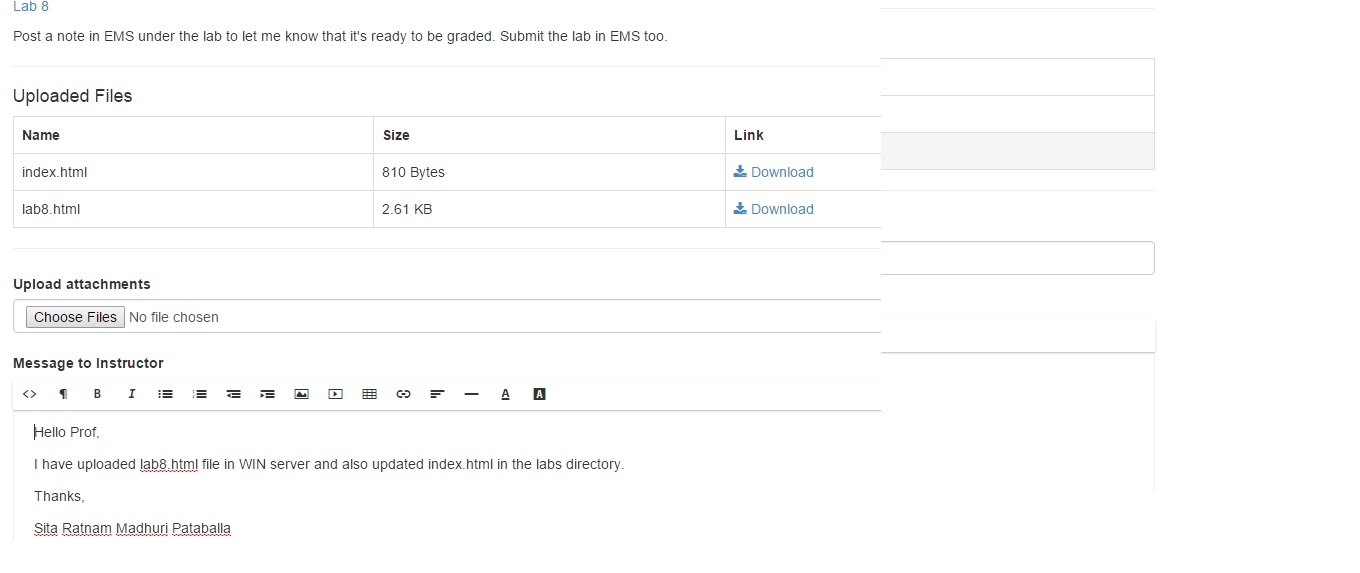 Lab 8
Post a note in EMS under the lab to let me know that it's ready to be graded. Submit the lab in EMS too.
Uploaded Files
Name Size Link
index.html 810 Bytes Download
lab8.html 2.61 KB Download
Upload attachments
Choose Files No file chosen
Message to Instructor
Hello Prof,
I have uploaded lab8.html file in WIN server and also updated index.html in the labs directory.
Thanks,
Sita Ratnam Madhuri Pataballa